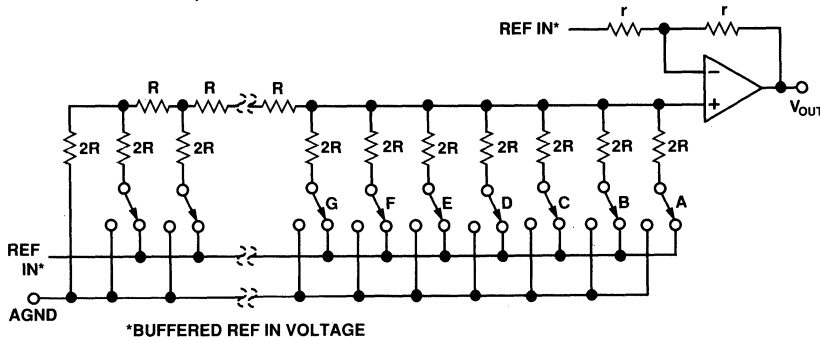 REF IN*
r
r
−
+
VOUT
R
R
R
2R
2R
2R
2R
2R
2R
2R
2R
2R
2R
G
F
E
D
C
B
A
REF
IN*
AGND
*BUFFERED REF IN VOLTAGE